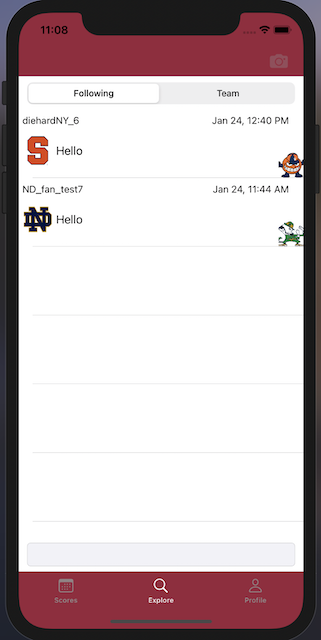 11:08
Following Team
diehardNY_6 Jan 24, 12:40 PM
S Hello
ND_fan_test7 Jan 24, 11:44 AM
ND Hello
Scores Explore Profile